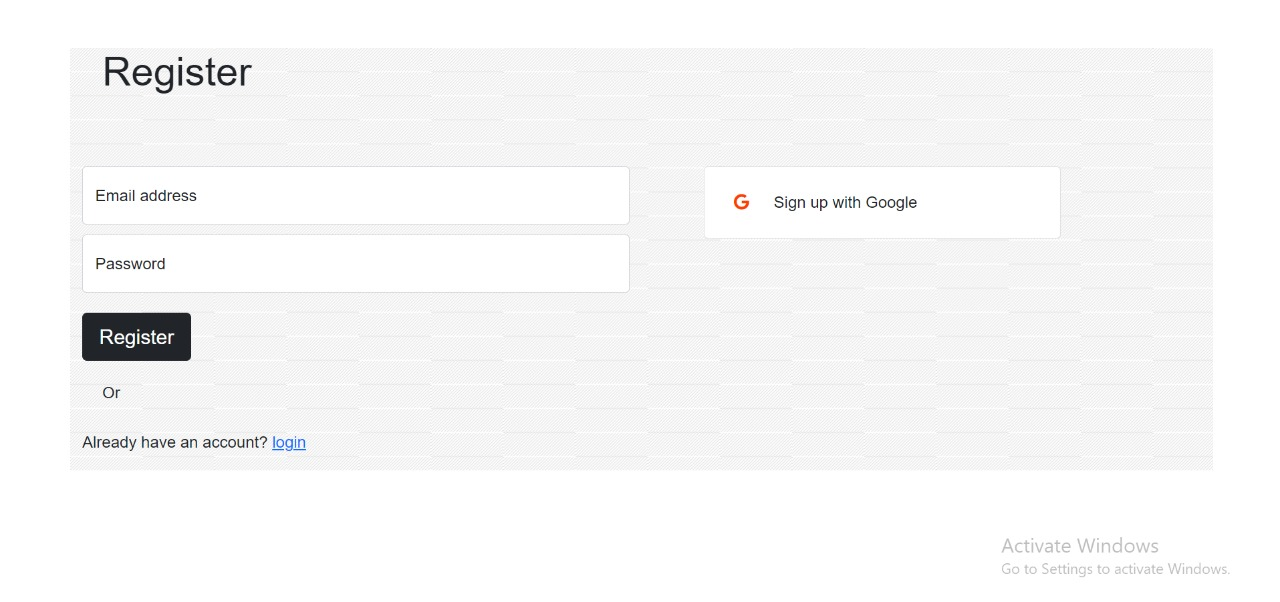 Register
Email address
Password
Register
Or
Already have an account? login
G Sign up with Google
Activate Windows
Go to Settings to activate Windows.